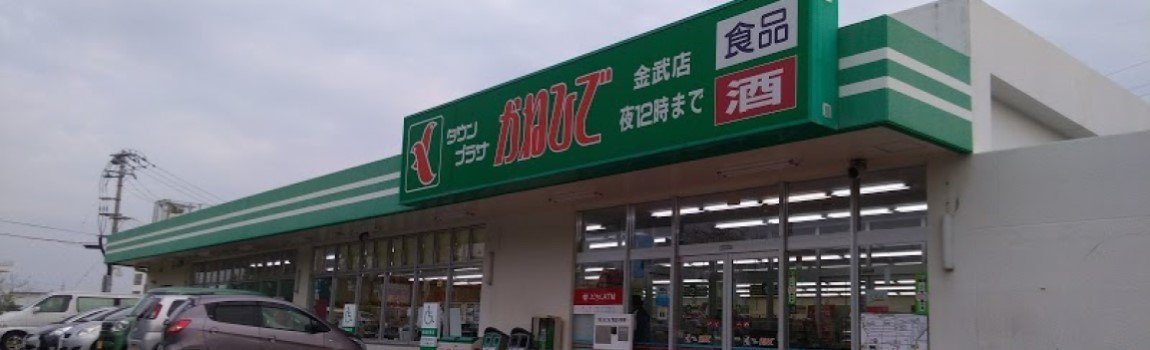 タウン
プラザ
かねひで
金武店
夜12時まで
食品
酒